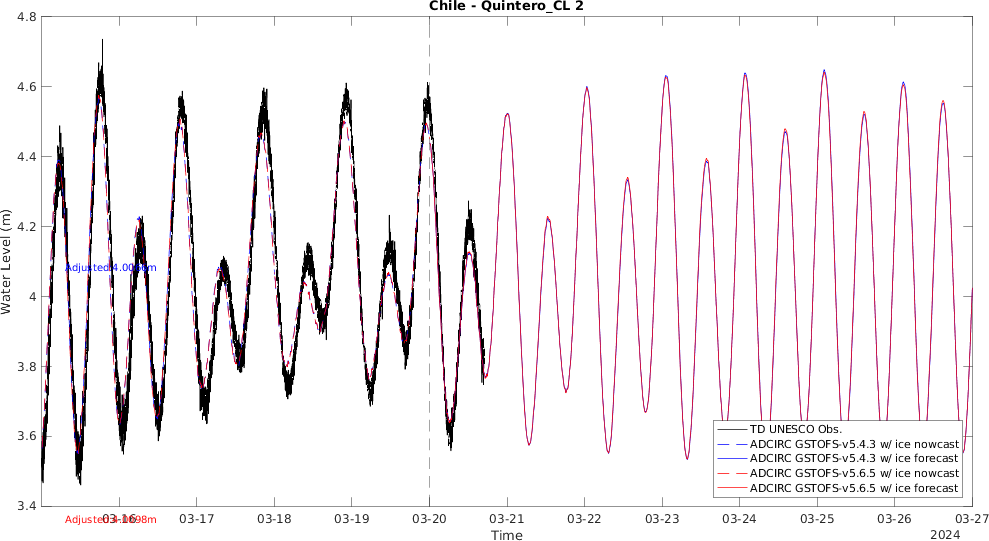 Chile - Quintero_CL 2
4.8
4.6
4.4
4.2
4
3.8
3.6
3.4
Water Level (m)
TD UNESCO Obs.
ADCIRC GSTOFS-v5.4.3 w/ ice nowcast
ADCIRC GSTOFS-v5.4.3 w/ ice forecast
ADCIRC GSTOFS-v5.6.5 w/ ice nowcast
ADCIRC GSTOFS-v5.6.5 w/ ice forecast
03-16 03-17 03-18 03-19 03-20 03-21 03-22 03-23 03-24 03-25 03-26 03-27
Time
2024